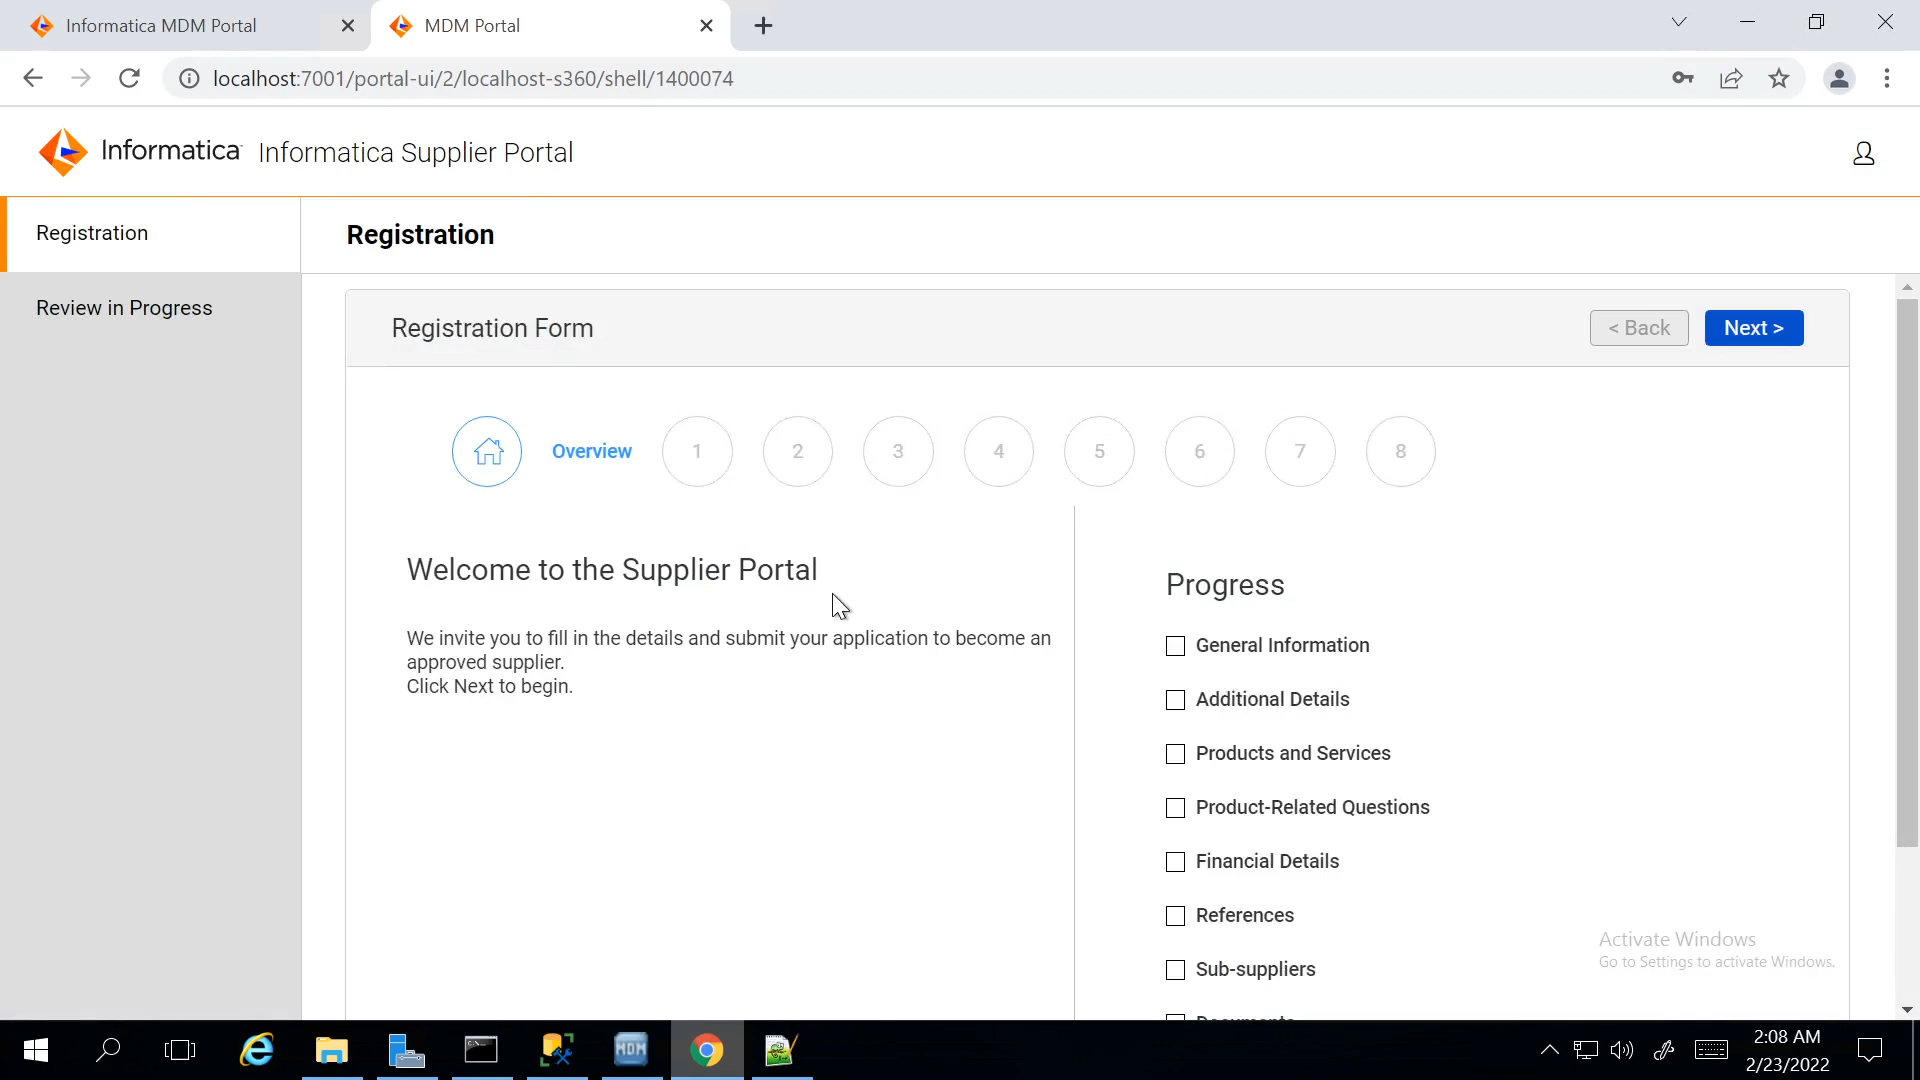 Informatica MDM Portal
MDM Portal
localhost:7001/portal-ui/2/localhost-s360/shell/1400074
Informatica Informatica Supplier Portal
Registration
Registration
Review in Progress
Registration Form
< Back
Next >
Overview
1
2
3
4
5
6
7
8
Welcome to the Supplier Portal
We invite you to fill in the details and submit your application to become an
approved supplier.
Click Next to begin.
Progress
General Information
Additional Details
Products and Services
Product-Related Questions
Financial Details
References
Sub-suppliers
Activate Windows
Go to Settings to activate Windows.
MDM
2:08 AM
2/23/2022